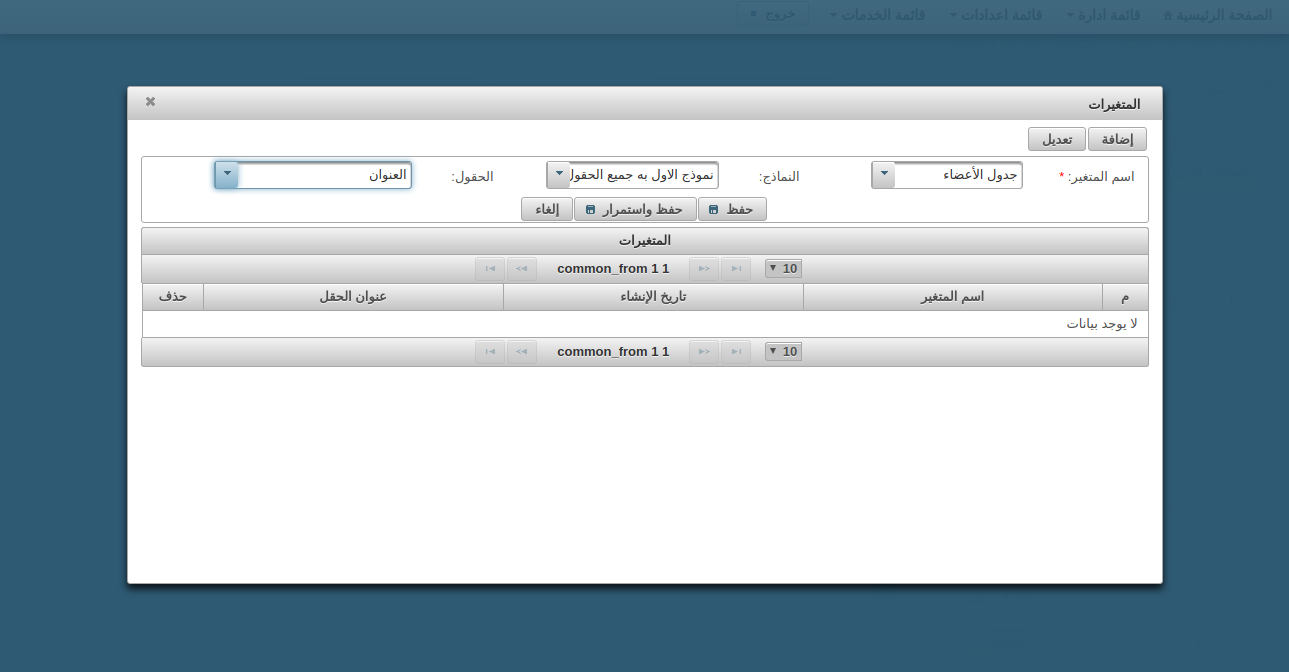 الصفحة الرئيسية قائمة ادارة قائمة اعدادات قائمة الخدمات خروج
المتغيرات
إضافة تعديل
اسم المتغير: * جدول الأعضاء النماذج: نموذج الاول به جميع الحقول الحقول: العنوان
حفظ حفظ واستمرار إلغاء
المتغيرات
10 common_from 1 1
م اسم المتغير تاريخ الإنشاء عنوان الحقل حذف
لا يوجد بيانات
10 common_from 1 1